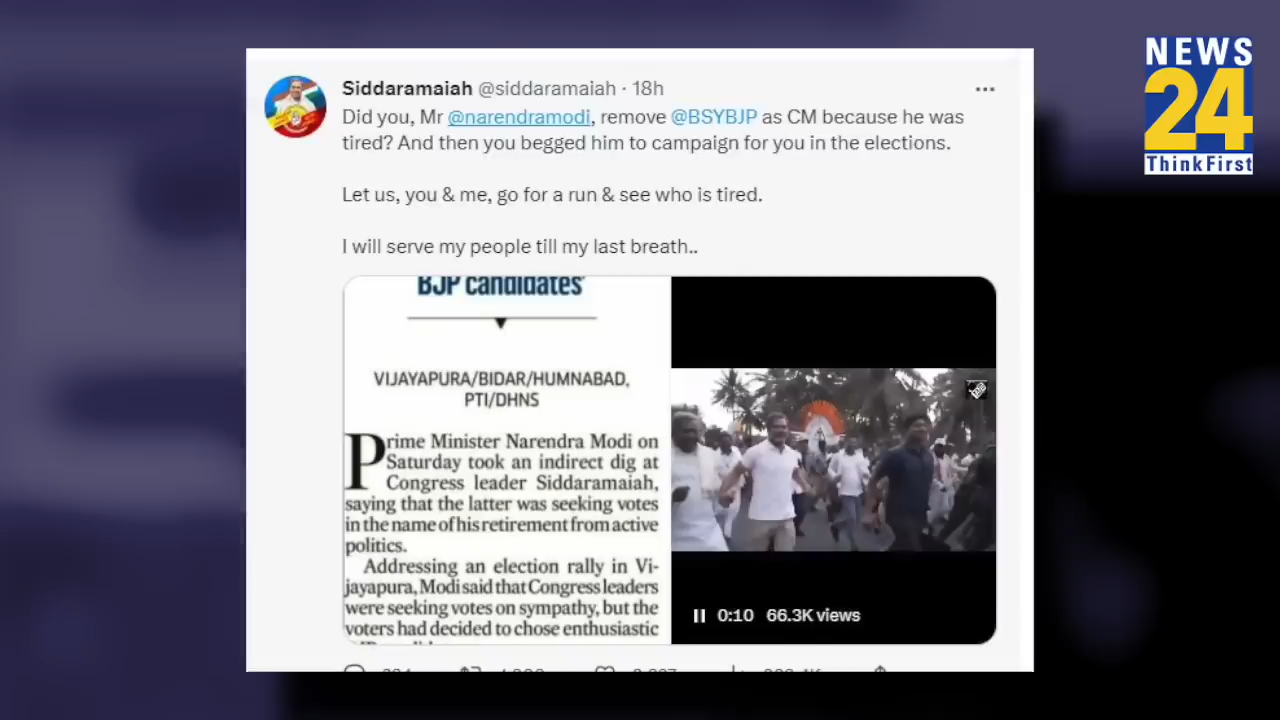 NEWS
24
ThinkFirst
Siddaramaiah @siddaramaiah · 18h
Did you, Mr @narendramodi, remove @BSYBJP as CM because he was
tired? And then you begged him to campaign for you in the elections.
Let us, you & me, go for a run & see who is tired.
I will serve my people till my last breath..
BJP candidates'
VIJAYAPURA/BIDAR/HUMNABAD,
PTI/DHNS
Prime Minister Narendra Modi on
Saturday took an indirect dig at
Congress leader Siddaramaiah,
saying that the latter was seeking votes
in the name of his retirement from active
politics.
Addressing an election rally in Vi-
jayapura, Modi said that Congress leaders
were seeking votes on sympathy, but the
voters had decided to chose enthusiastic
0:10 66.3K views